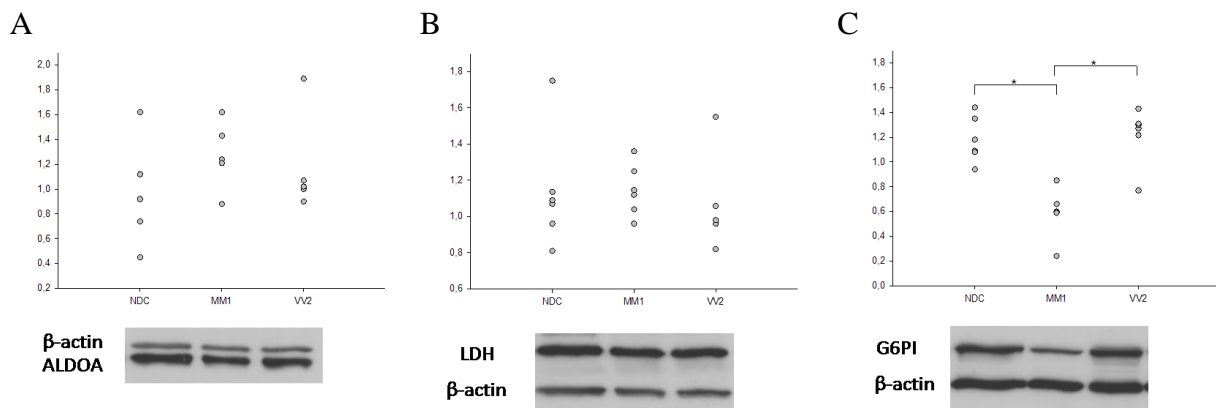 A
2,0
1,8
1,6
1,4
1,2
1,0
0,8
0,6
0,4
0,2
NDC MM1 VV2
β-actin
ALDOA
B
1,8
1,6
1,4
1,2
1,0
0,8
0,6
NDC MM1 VV2
LDH
β-actin
C
1,8
1,6
1,4
1,2
1,0
0,8
0,6
0,4
0,2
0,0
*
*
NDC MM1 VV2
G6PI
β-actin